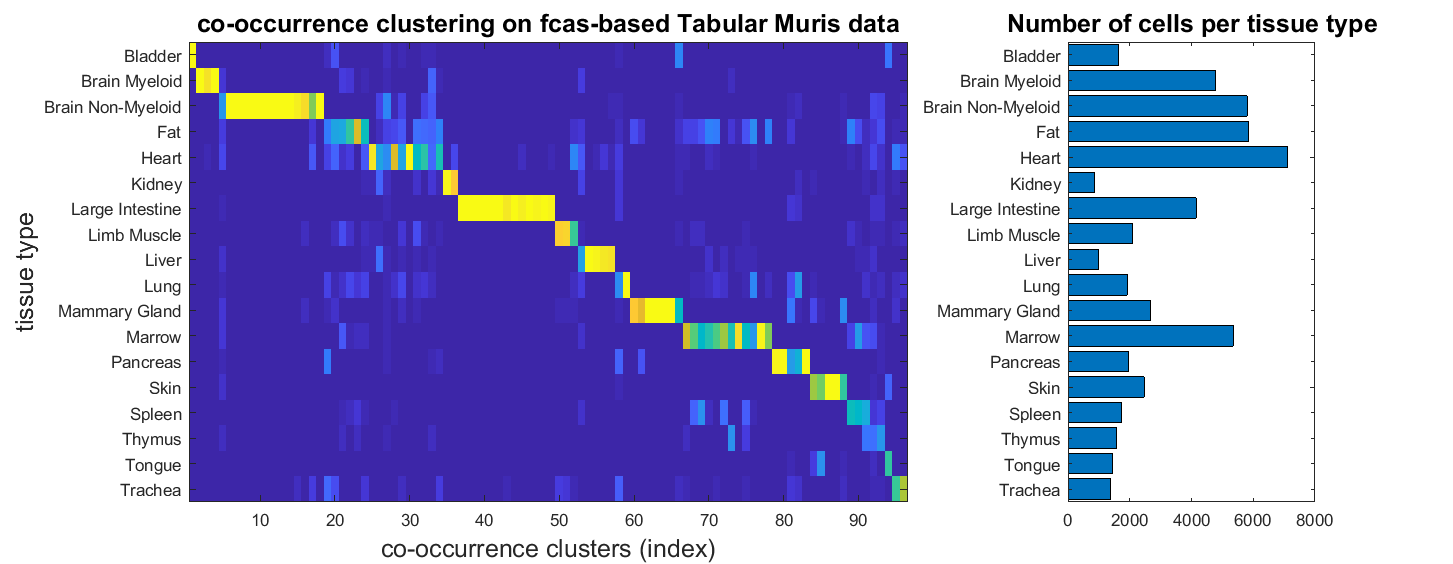 co-occurrence clustering on fcas-based Tabular Muris data
tissue type
Bladder
Brain Myeloid
Brain Non-Myeloid
Fat
Heart
Kidney
Large Intestine
Limb Muscle
Liver
Lung
Mammary Gland
Marrow
Pancreas
Skin
Spleen
Thymus
Tongue
Trachea
10 20 30 40 50 60 70 80 90
co-occurrence clusters (index)
Number of cells per tissue type
Bladder
Brain Myeloid
Brain Non-Myeloid
Fat
Heart
Kidney
Large Intestine
Limb Muscle
Liver
Lung
Mammary Gland
Marrow
Pancreas
Skin
Spleen
Thymus
Tongue
Trachea
0 2000 4000 6000 8000